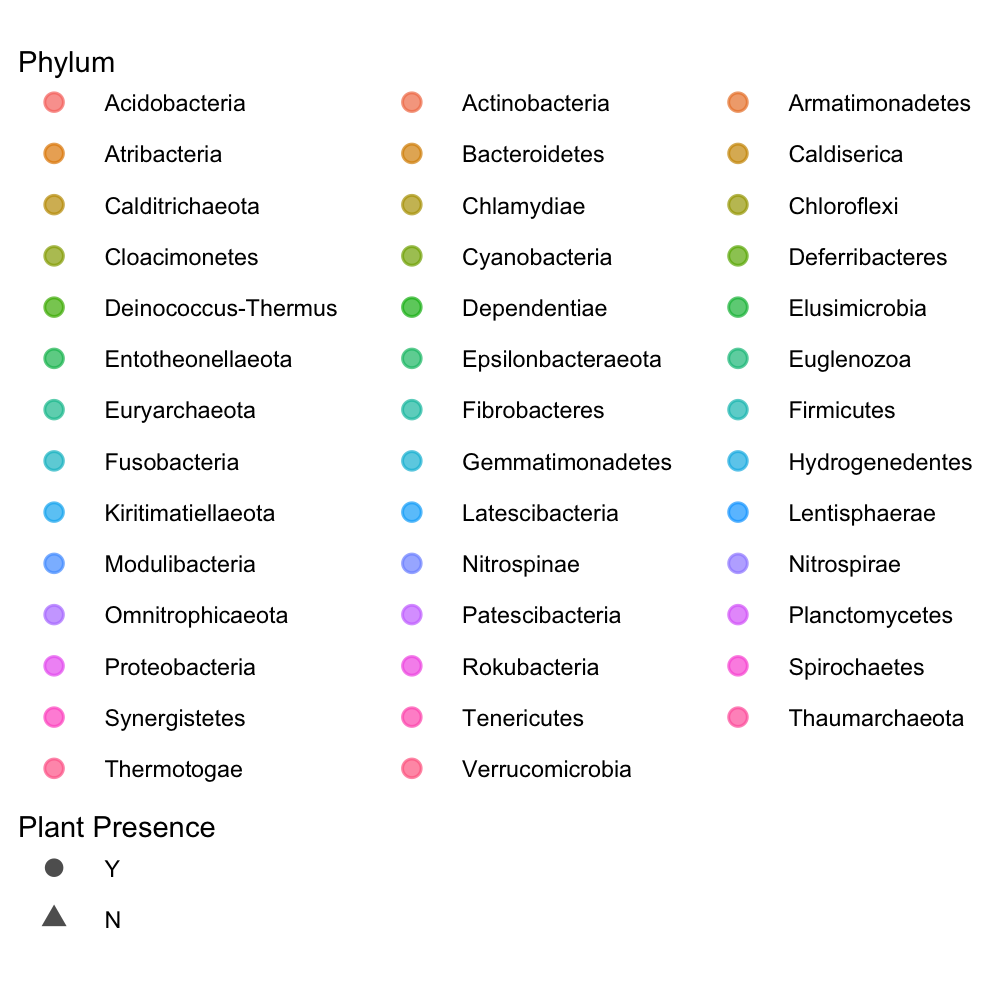 Phylum
Acidobacteria Actinobacteria Armatimonadetes
Atribacteria Bacteroidetes Caldiserica
Calditrichaeota Chlamydiae Chloroflexi
Cloacimonetes Cyanobacteria Deferribacteres
Deinococcus-Thermus Dependentiae Elusimicrobia
Entotheonellaeota Epsilonbacteraeota Euglenozoa
Euryarchaeota Fibrobacteres Firmicutes
Fusobacteria Gemmatimonadetes Hydrogenedentes
Kiritimatiellaeota Latescibacteria Lentisphaerae
Modulibacteria Nitrospinae Nitrospirae
Omnitrophicaeota Patescibacteria Planctomycetes
Proteobacteria Rokubacteria Spirochaetes
Synergistetes Tenericutes Thaumarchaeota
Thermotogae Verrucomicrobia
Plant Presence
Y
N